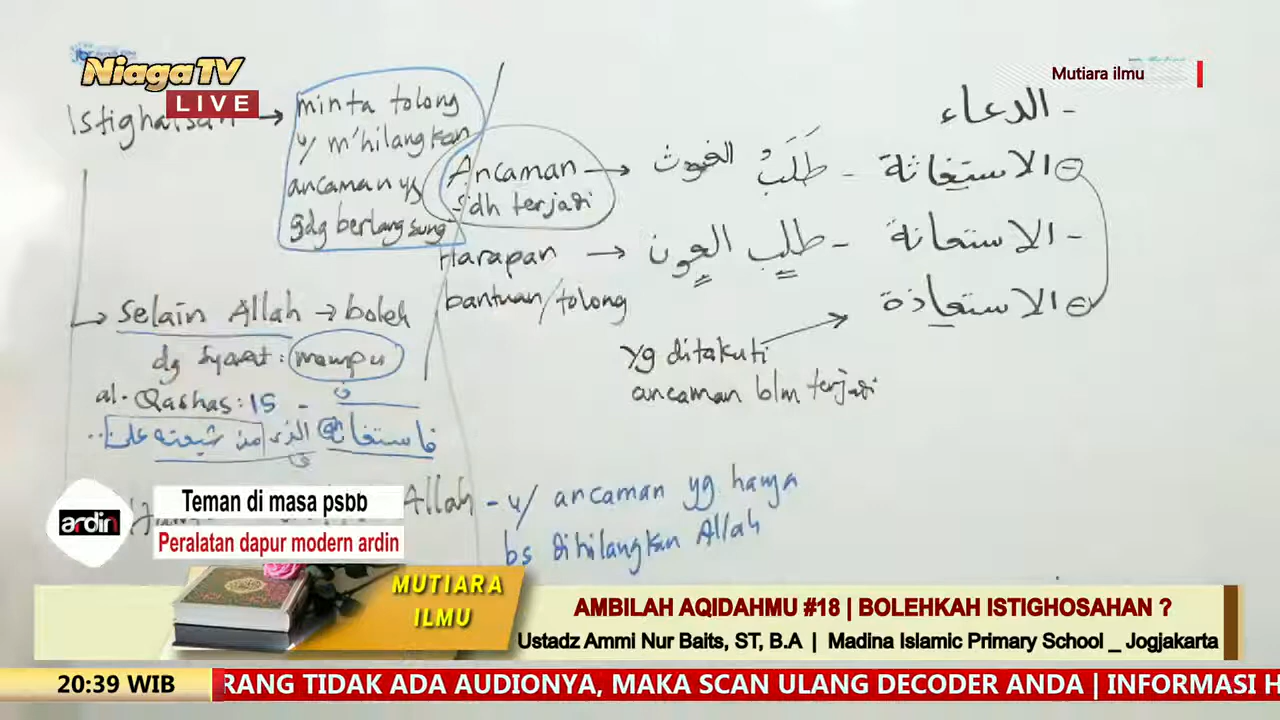 NiagaTV
LIVE
Mutiara ilmu
Istighatsah → minta tolong
u/ m'hilangkan
ancaman yg
sdg berlangsung
- الدعاء
الاستغاثة - طَلَبُ الغوث ← Ancaman
sdh terjadi
- الاستعانة - طلب العون ← Harapan
bantuan/tolong
الاستعاذة
yg ditakuti
ancaman blm terjadi
Selain Allah → boleh
dg syarat: mampu
al-Qashas: 15 -
فاستغاثه الذي من شيعته على ..
Allah - u/ ancaman yg hanya
bs dihilangkan Allah
ardin
Teman di masa psbb
Peralatan dapur modern ardin
MUTIARA
ILMU
AMBILAH AQIDAHMU #18 | BOLEHKAH ISTIGHOSAHAN ?
Ustadz Ammi Nur Baits, ST, B.A | Madina Islamic Primary School _ Jogjakarta
20:39 WIB
RANG TIDAK ADA AUDIONYA, MAKA SCAN ULANG DECODER ANDA | INFORMASI H